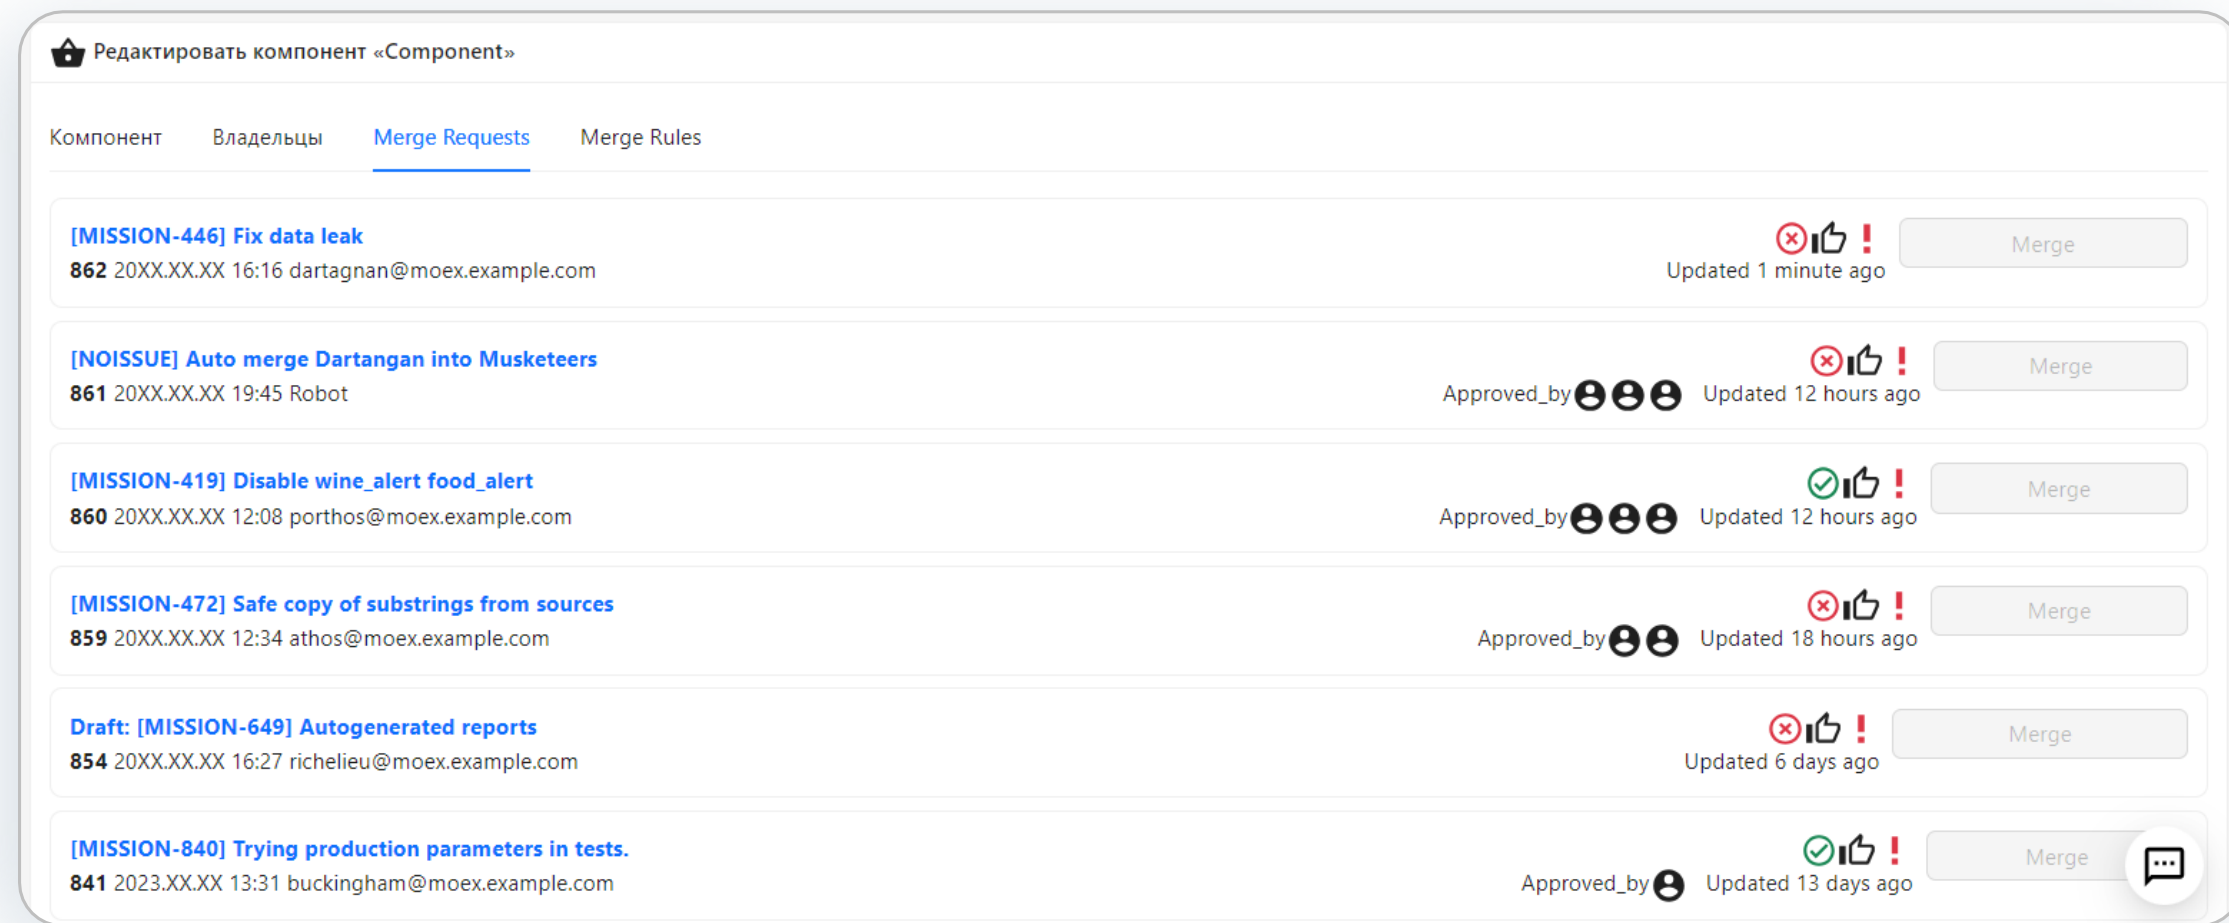 Редактировать компонент «Component»
Компонент Владельцы Merge Requests Merge Rules
[MISSION-446] Fix data leak
Merge
862 20XX.XX.XX 16:16 dartagnan@moex.example.com Updated 1 minute ago
[NOISSUE] Auto merge Dartangan into Musketeers
Merge
861 20XX.XX.XX 19:45 Robot Approved_by Updated 12 hours ago
[MISSION-419] Disable wine_alert food_alert
Merge
860 20XX.XX.XX 12:08 porthos@moex.example.com Approved_by Updated 12 hours ago
[MISSION-472] Safe copy of substrings from sources
Merge
859 20XX.XX.XX 12:34 athos@moex.example.com Approved_by Updated 18 hours ago
Draft: [MISSION-649] Autogenerated reports
Merge
854 20XX.XX.XX 16:27 richelieu@moex.example.com Updated 6 days ago
[MISSION-840] Trying production parameters in tests.
Merge
841 2023.XX.XX 13:31 buckingham@moex.example.com Approved_by Updated 13 days ago